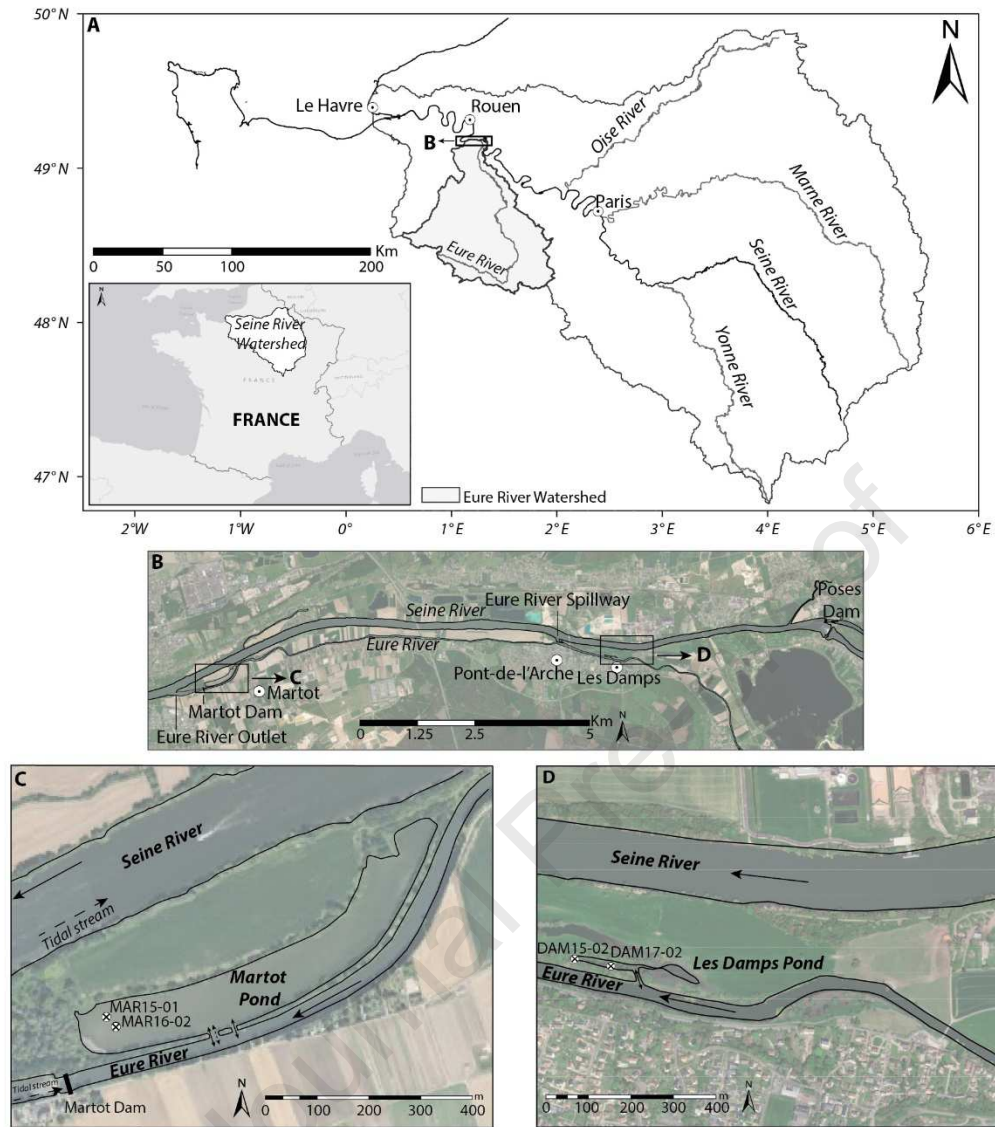 50° N
A
N
Le Havre
Rouen
B
Oise River
49° N
Marne River
Paris
Eure River
Seine River
Km
0 50 100 200
N
48° N
Seine River
Watershed
Yonne River
FRANCE
FRANCE
47° N
Eure River Watershed
2°W 1°W 0° 1°E 2°E 3°E 4°E 5°E 6°E
B
Poses
Dam
Eure River Spillway
Seine River
Eure River
D
C
Pont-de-l'Arche
Les Damps
Martot
Martot Dam
Km
0 1.25 2.5 5
N
Eure River Outlet
C
Seine River
Tidal stream
Martot
Pond
MAR15-01
MAR16-02
Eure River
Tidal stream
Martot Dam
N
m
0 50 100 200 300 400
D
Seine River
DAM15-02
DAM17-02
Les Damps Pond
Eure River
N
m
0 50 100 200 300 400